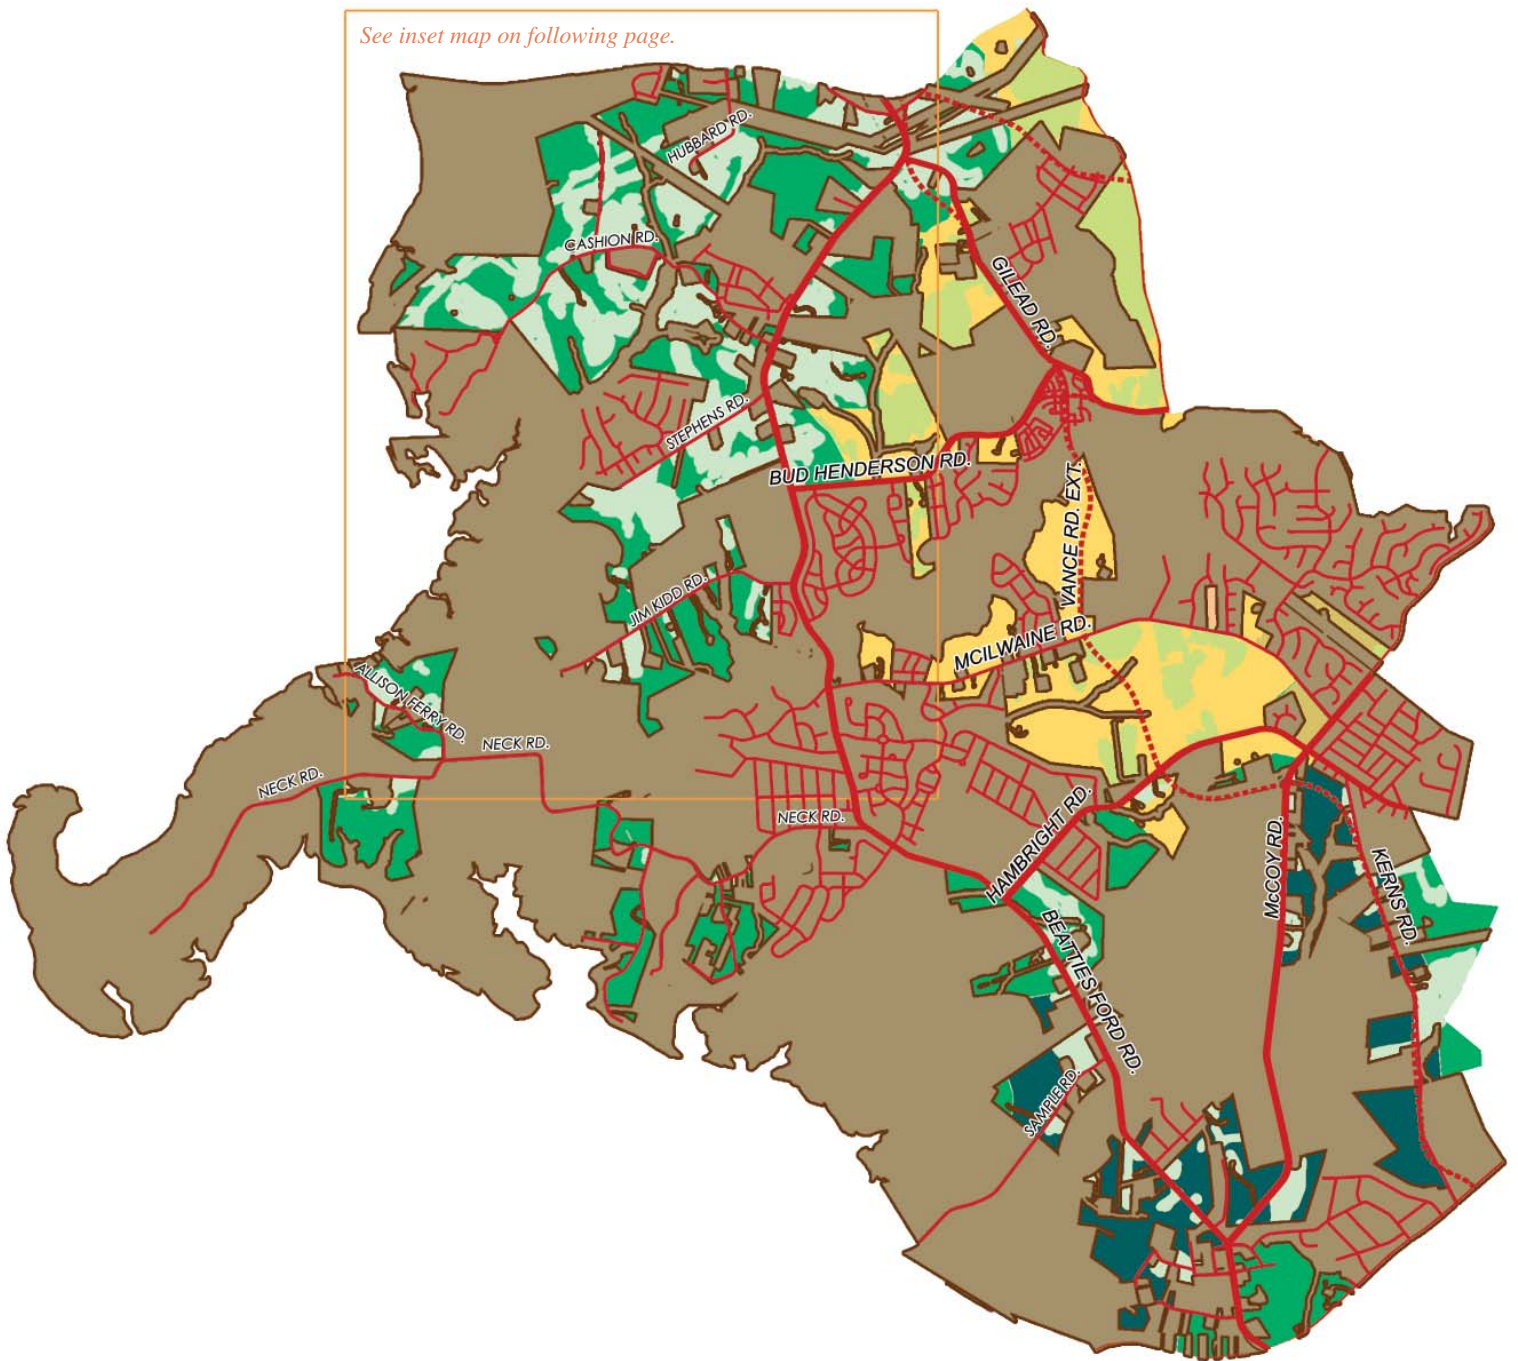 See inset map on following page.
HUBBARD RD.
CASHION RD.
GILEAD RD.
STEPHENS RD.
BUD HENDERSON RD.
VANCE RD. EXT.
JIM KIDD RD.
MCILWAINE RD.
ALLISON FERRY RD.
NECK RD.
NECK RD.
NECK RD.
HAMBRIGHT RD.
McCOY RD.
KERNS RD.
BEATTIES FORD RD.
SAMPLE RD.